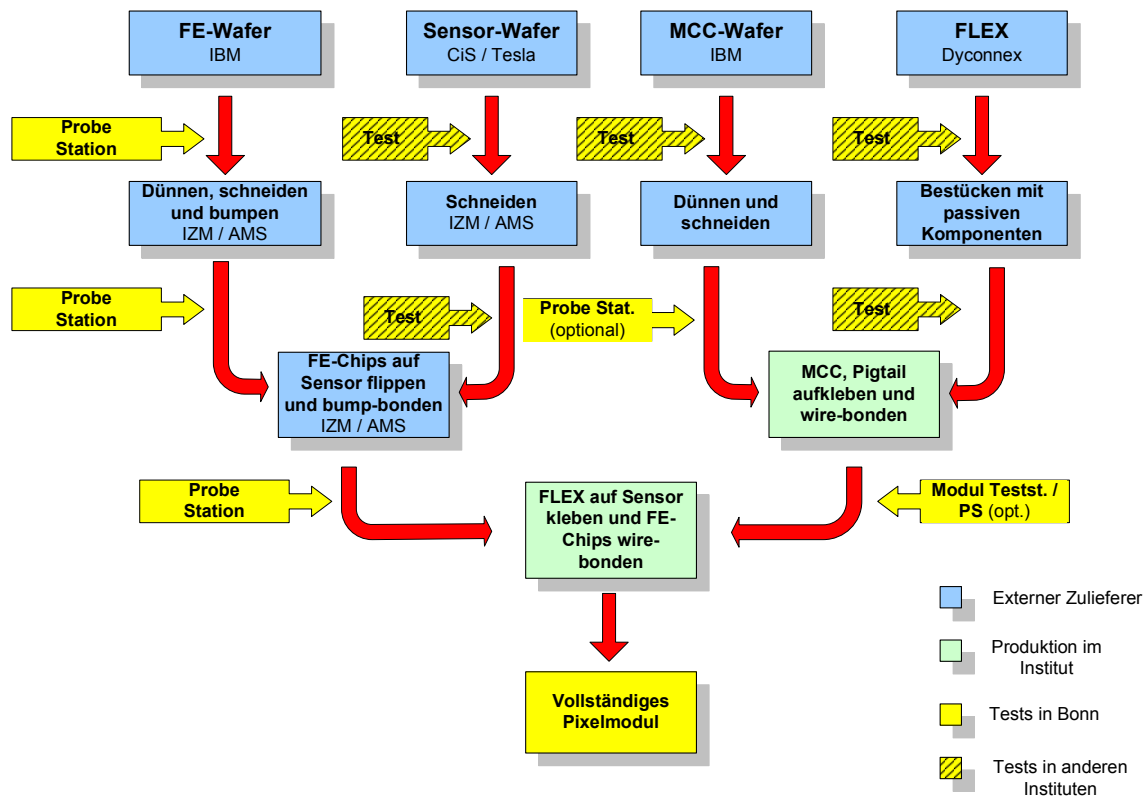 FE-Wafer
IBM
Sensor-Wafer
CiS / Tesla
MCC-Wafer
IBM
FLEX
Dyconnex
Probe
Station
Test
Test
Test
Dünnen, schneiden
und bumpen
IZM / AMS
Schneiden
IZM / AMS
Dünnen und
schneiden
Bestücken mit
passiven
Komponenten
Probe
Station
Test
Probe Stat.
(optional)
Test
FE-Chips auf
Sensor flippen
und bump-bonden
IZM / AMS
MCC, Pigtail
aufkleben und
wire-bonden
Probe
Station
FLEX auf Sensor
kleben und FE-
Chips wire-
bonden
Modul Testst. /
PS (opt.)
Vollständiges
Pixelmodul
Externer Zulieferer
Produktion im
Institut
Tests in Bonn
Tests in anderen
Instituten